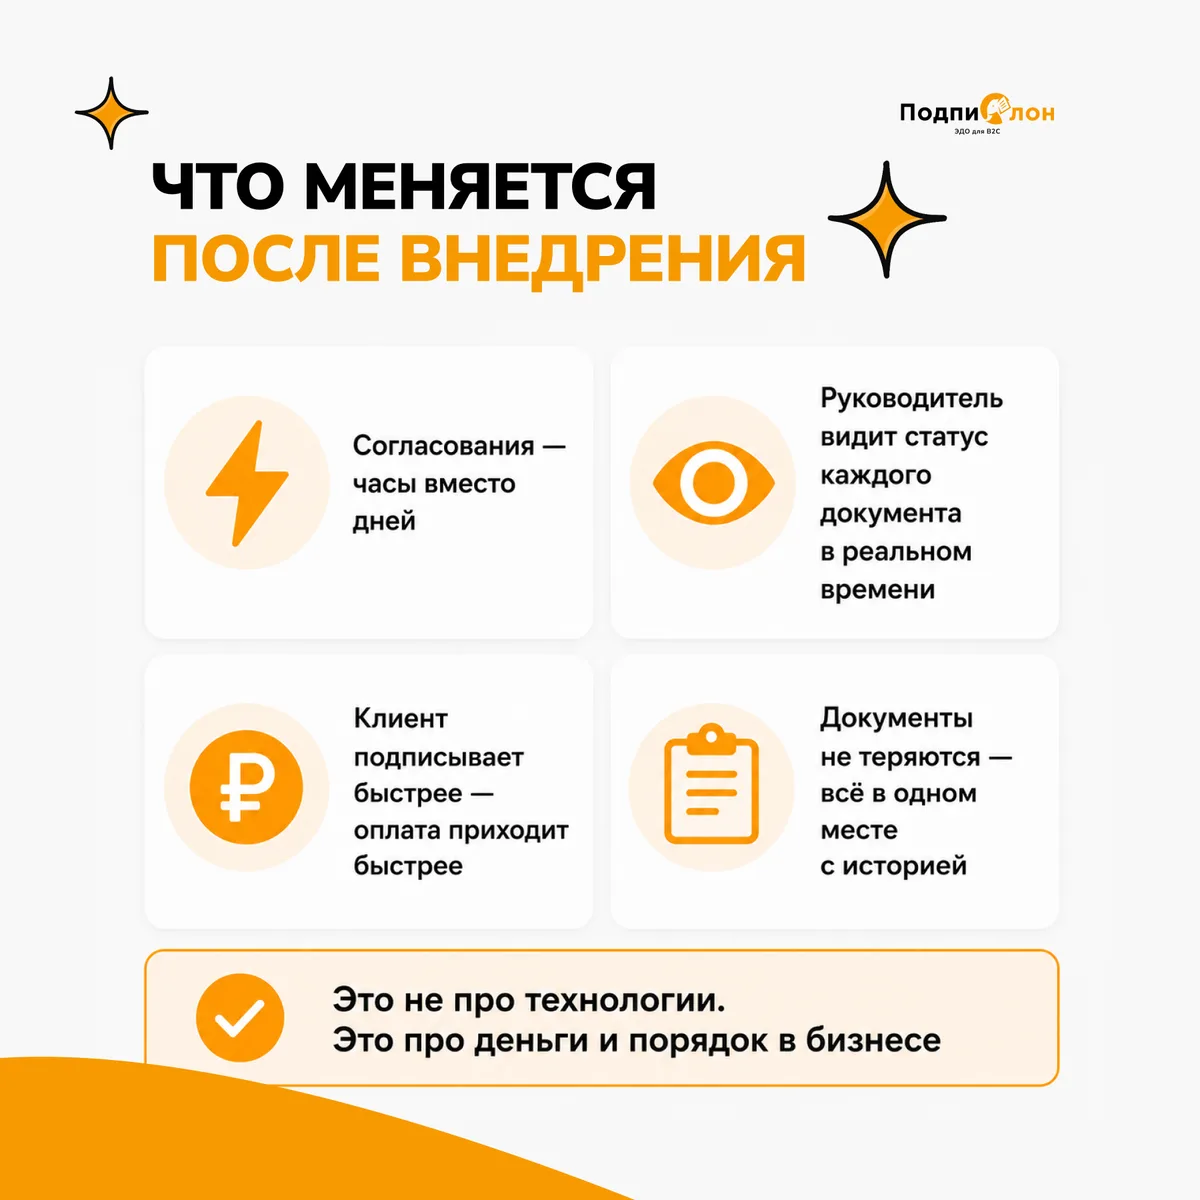 ПодпиСлон
ЭДО для B2C
ЧТО МЕНЯЕТСЯ
ПОСЛЕ ВНЕДРЕНИЯ
Согласования —
часы вместо
дней
Руководитель
видит статус
каждого
документа
в реальном
времени
Клиент
подписывает
быстрее —
оплата приходит
быстрее
Документы
не теряются —
всё в одном
месте
с историей
Это не про технологии.
Это про деньги и порядок в бизнесе